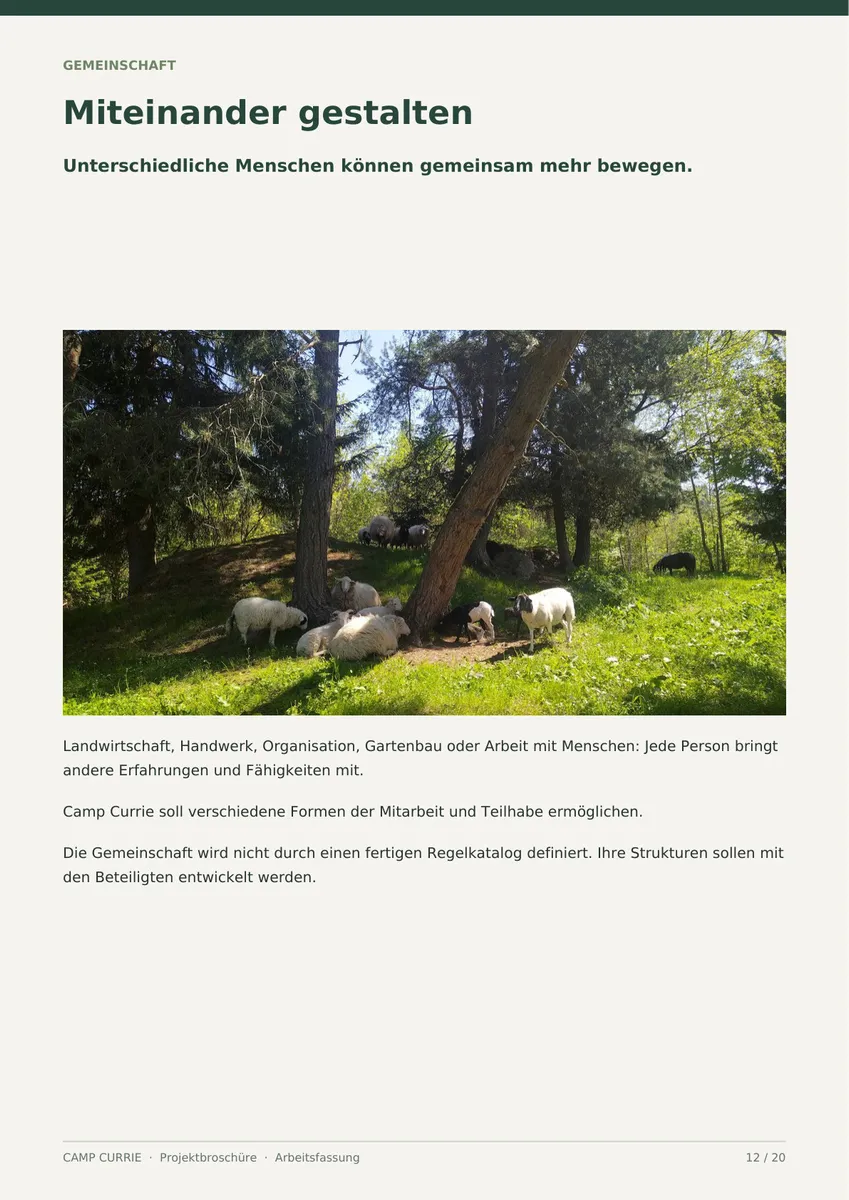 GEMEINSCHAFT
Miteinander gestalten
Unterschiedliche Menschen können gemeinsam mehr bewegen.
Landwirtschaft, Handwerk, Organisation, Gartenbau oder Arbeit mit Menschen: Jede Person bringt
andere Erfahrungen und Fähigkeiten mit.
Camp Currie soll verschiedene Formen der Mitarbeit und Teilhabe ermöglichen.
Die Gemeinschaft wird nicht durch einen fertigen Regelkatalog definiert. Ihre Strukturen sollen mit
den Beteiligten entwickelt werden.
CAMP CURRIE · Projektbroschüre · Arbeitsfassung 12 / 20